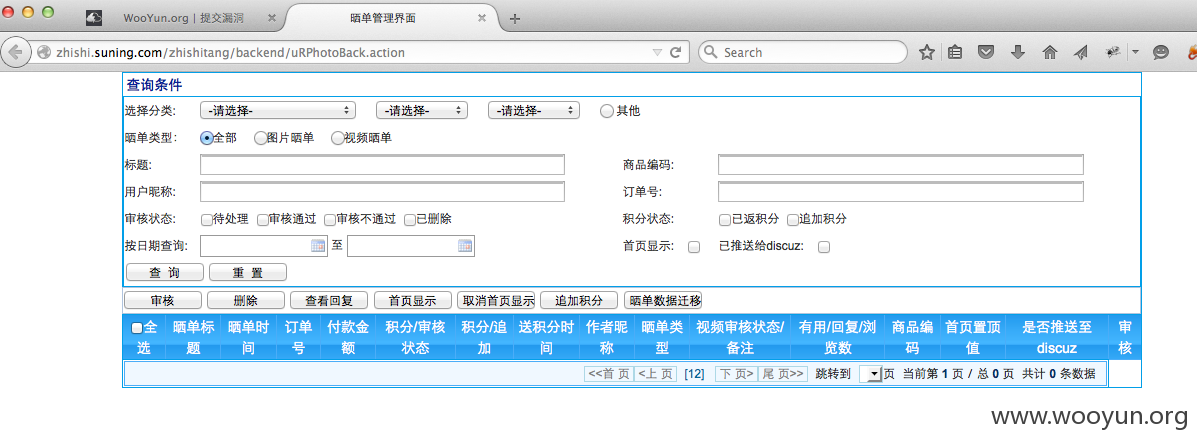 WooYun.org | 提交漏洞
晒单管理界面
zhishi.suning.com/zhishitang/backend/uRPhotoBack.action
Search
查询条件
选择分类: -请选择- -请选择- -请选择- 其他
晒单类型: 全部 图片晒单 视频晒单
标题: 商品编码:
用户昵称: 订单号:
审核状态: 待处理 审核通过 审核不通过 已删除 积分状态: 已返积分 追加积分
按日期查询: 至 首页显示: 已推送给discuz:
查 询 重 置
审核 删除 查看回复 首页显示 取消首页显示 追加积分 晒单数据迁移
全选 晒单标题 晒单时间 订单号 付款金额 积分/审核状态 积分/追加 送积分时间 作者昵称 晒单类型 视频审核状态/备注 有用/回复/浏览数 商品编码 首页置顶值 是否推送至discuz 审核
<<首 页 <上 页 [12] 下 页> 尾 页>> 跳转到 页 当前第 1 页 / 总 0 页 共计 0 条数据
www.wooyun.org